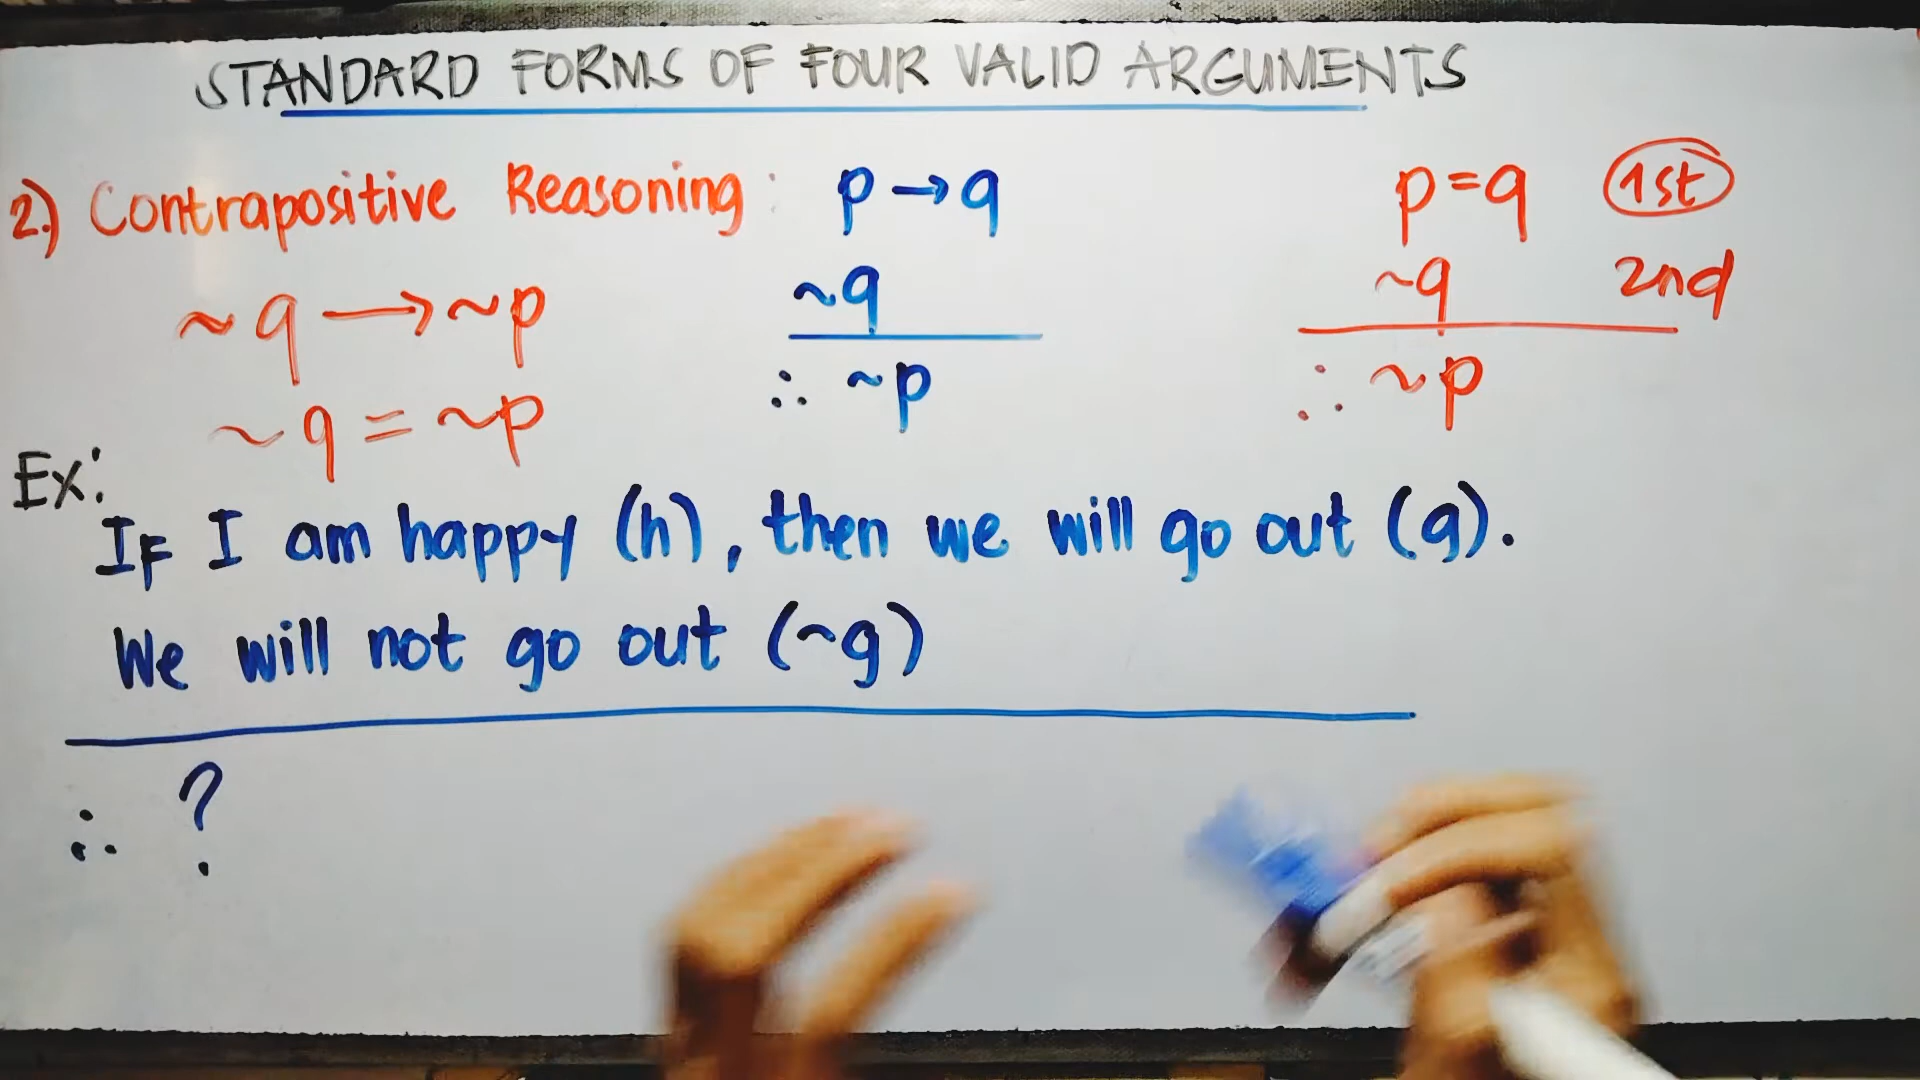 STANDARD FORMS OF FOUR VALID ARGUMENTS
2.) Contrapositive Reasoning: p → q
~q
∴ ~p
p = q 1st
~q 2nd
∴ ~p
~q → ~p
~q = ~p
Ex:
If I am happy (h), then we will go out (g).
We will not go out (~g)
∴ ?